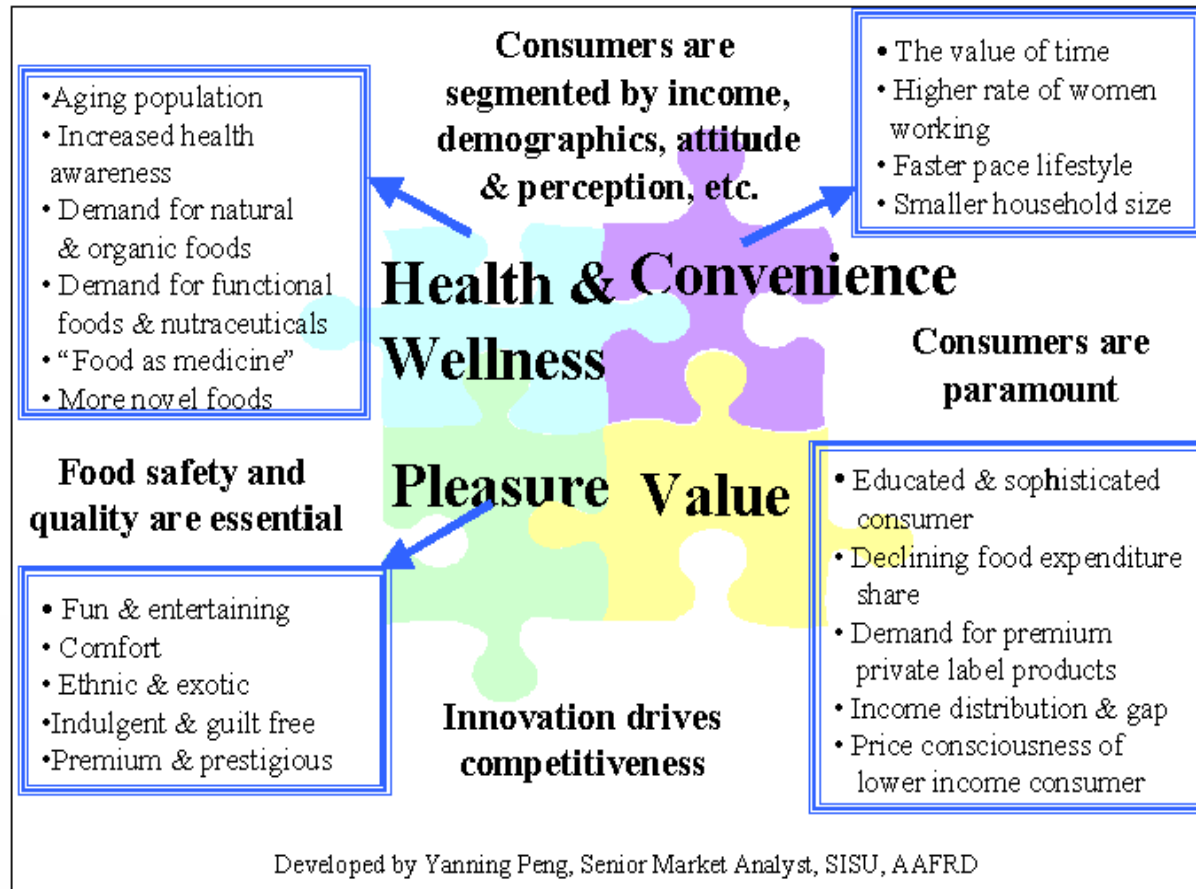 Consumers are
segmented by income,
demographics, attitude
& perception, etc.
•Aging population
• Increased health
awareness
• Demand for natural
& organic foods
• Demand for functional
foods & nutraceuticals
• “Food as medicine”
• More novel foods
• The value of time
• Higher rate of women
working
• Faster pace lifestyle
• Smaller household size
Health &
Wellness
Convenience
Consumers are
paramount
Food safety and
quality are essential
Pleasure
Value
• Educated & sophisticated
consumer
• Declining food expenditure
share
• Demand for premium
private label products
• Income distribution & gap
• Price consciousness of
lower income consumer
• Fun & entertaining
• Comfort
• Ethnic & exotic
•Indulgent & guilt free
•Premium & prestigious
Innovation drives
competitiveness
Developed by Yanning Peng, Senior Market Analyst, SISU, AAFRD